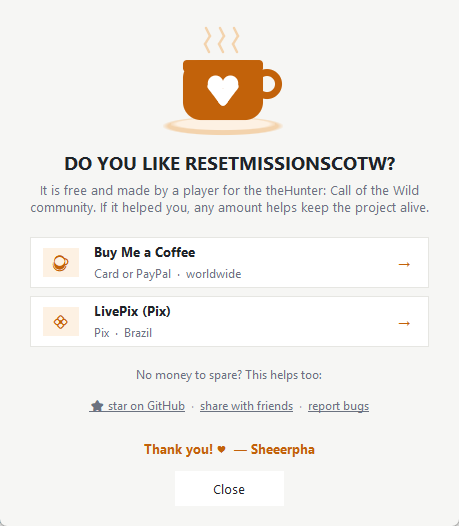 DO YOU LIKE RESETMISSIONSCOTW?
It is free and made by a player for the theHunter: Call of the Wild
community. If it helped you, any amount helps keep the project alive.
Buy Me a Coffee
Card or PayPal · worldwide
→
LivePix (Pix)
Pix · Brazil
→
No money to spare? This helps too:
★ star on GitHub · share with friends · report bugs
Thank you! ♥ — Sheeerpha
Close